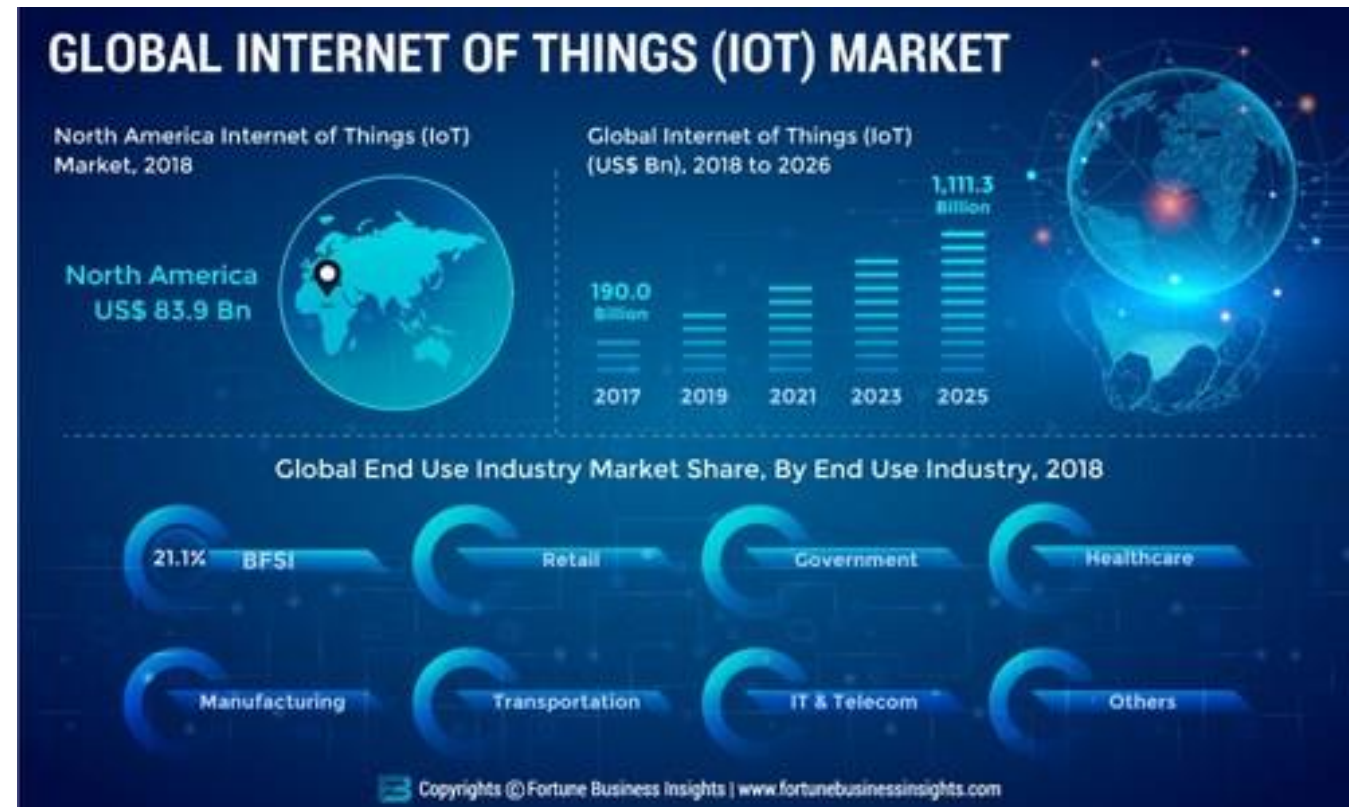 GLOBAL INTERNET OF THINGS (IOT) MARKET
North America Internet of Things (IoT)
Market, 2018
North America
US$ 83.9 Bn
Global Internet of Things (IoT)
(US$ Bn), 2018 to 2026
1,111.3
Billion
190.0
Billion
2017 2019 2021 2023 2025
Global End Use Industry Market Share, By End Use Industry, 2018
21.1% BFSI Retail Government Healthcare
Manufacturing Transportation IT & Telecom Others
Copyrights © Fortune Business Insights | www.fortunebusinessinsights.com